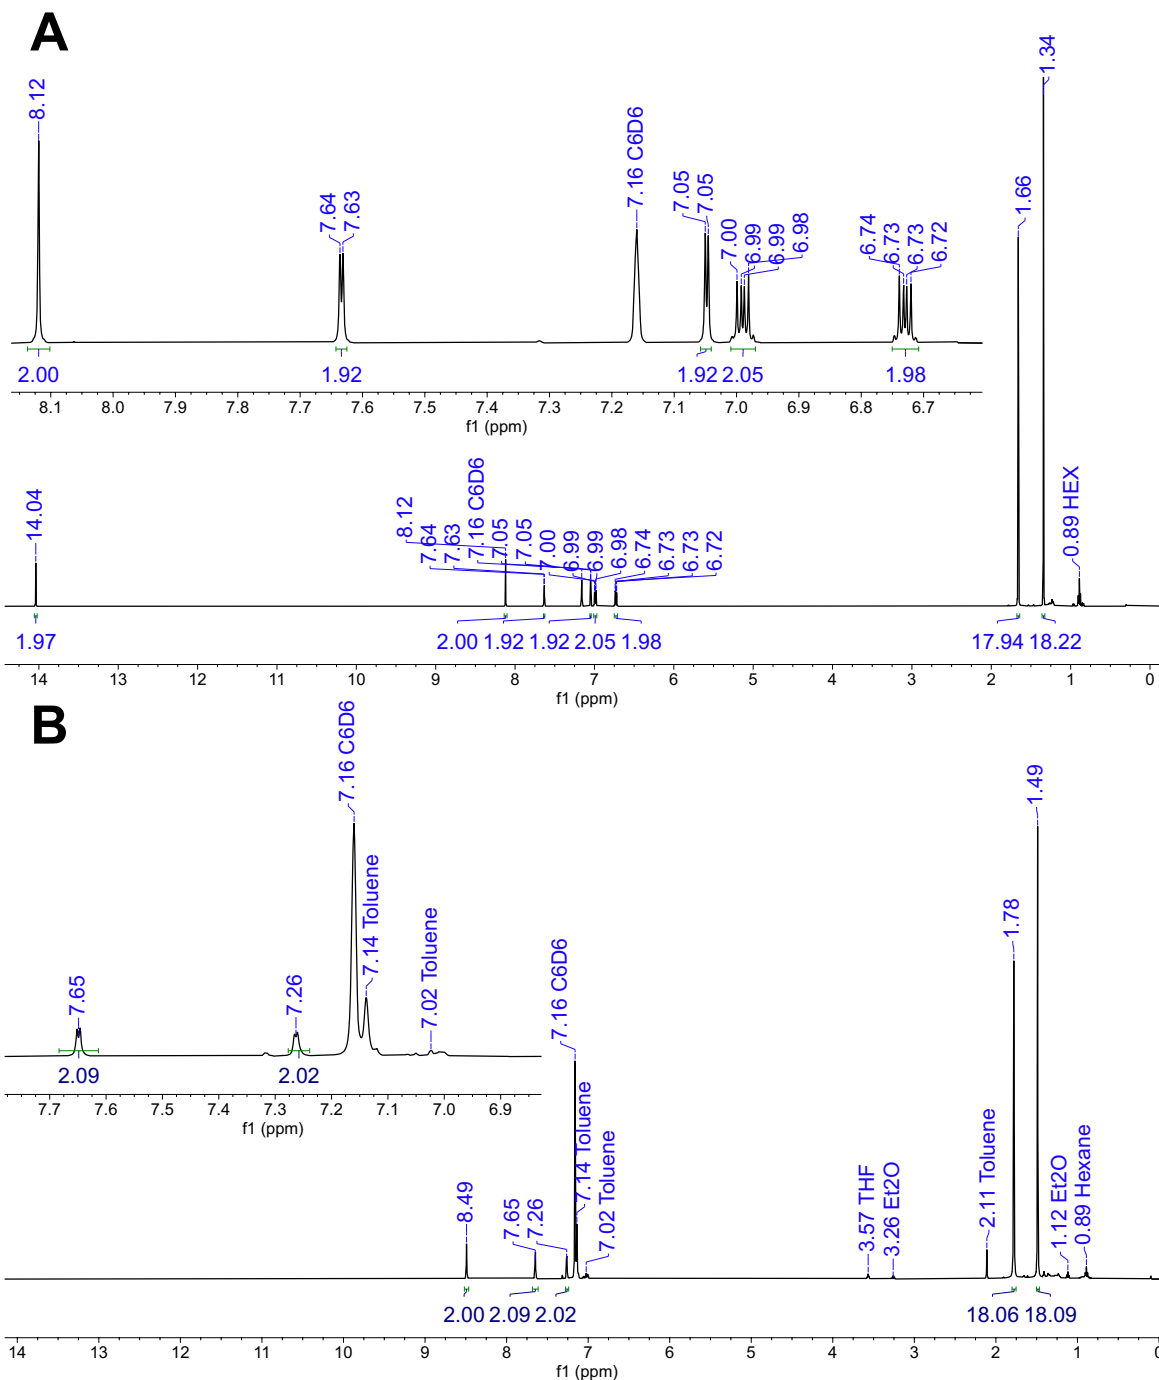 A
8.12
7.64
7.63
7.16 C6D6
7.05
7.05
7.00
6.99
6.99
6.98
6.74
6.73
6.73
6.72
1.66
1.34
2.00
1.92
1.92
2.05
1.98
8.1 8.0 7.9 7.8 7.7 7.6 7.5 7.4 7.3 7.2 7.1 7.0 6.9 6.8 6.7
f1 (ppm)
14.04
8.12
7.64
7.63
7.16 C6D6
7.05
7.05
7.00
6.99
6.99
6.98
6.74
6.73
6.73
6.72
0.89 HEX
1.97
2.00 1.92 1.92 2.05 1.98
17.94 18.22
14 13 12 11 10 9 8 7 6 5 4 3 2 1 0
f1 (ppm)
B
7.65
7.26
7.16 C6D6
7.14 Toluene
7.02 Toluene
2.09
2.02
7.7 7.6 7.5 7.4 7.3 7.2 7.1 7.0 6.9
f1 (ppm)
8.49
7.65
7.26
7.16 C6D6
7.14 Toluene
7.02 Toluene
3.57 THF
3.26 Et2O
2.11 Toluene
1.78
1.49
1.12 Et2O
0.89 Hexane
2.00 2.09 2.02
18.06 18.09
14 13 12 11 10 9 8 7 6 5 4 3 2 1 0
f1 (ppm)